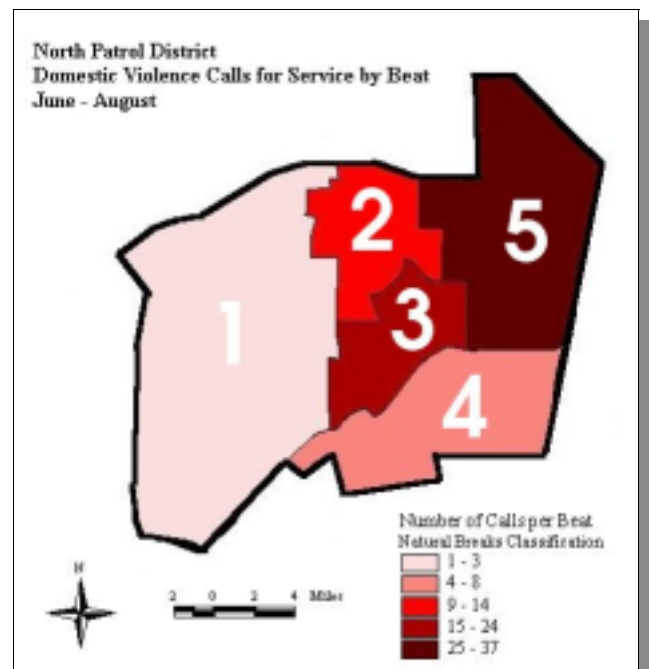 North Patrol District
Domestic Violence Calls for Service by Beat
June - August
2
5
1
3
4
Number of Calls per Beat
Natural Breaks Classification
1 - 3
4 - 8
9 - 14
15 - 24
25 - 37
N
2 0 2 4 Miles